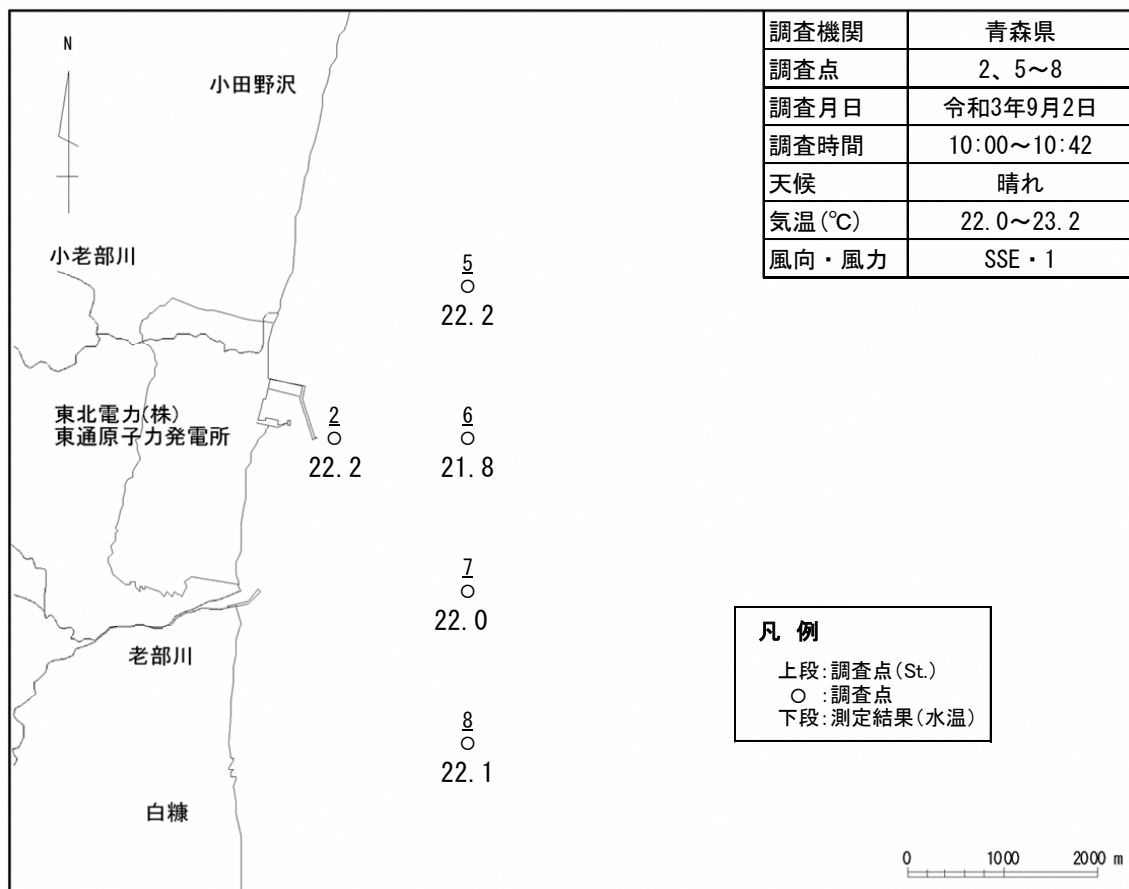 調査機関 青森県
調査点 2、5～8
調査月日 令和3年9月2日
調査時間 10:00～10:42
天候 晴れ
気温(℃) 22.0～23.2
風向・風力 SSE・1
N
小田野沢
小老部川
5
22.2
東北電力(株)
東通原子力発電所
2
22.2
6
21.8
7
22.0
老部川
8
22.1
白糠
凡 例
上段:調査点(St.)
○ :調査点
下段:測定結果(水温)
0 1000 2000 m